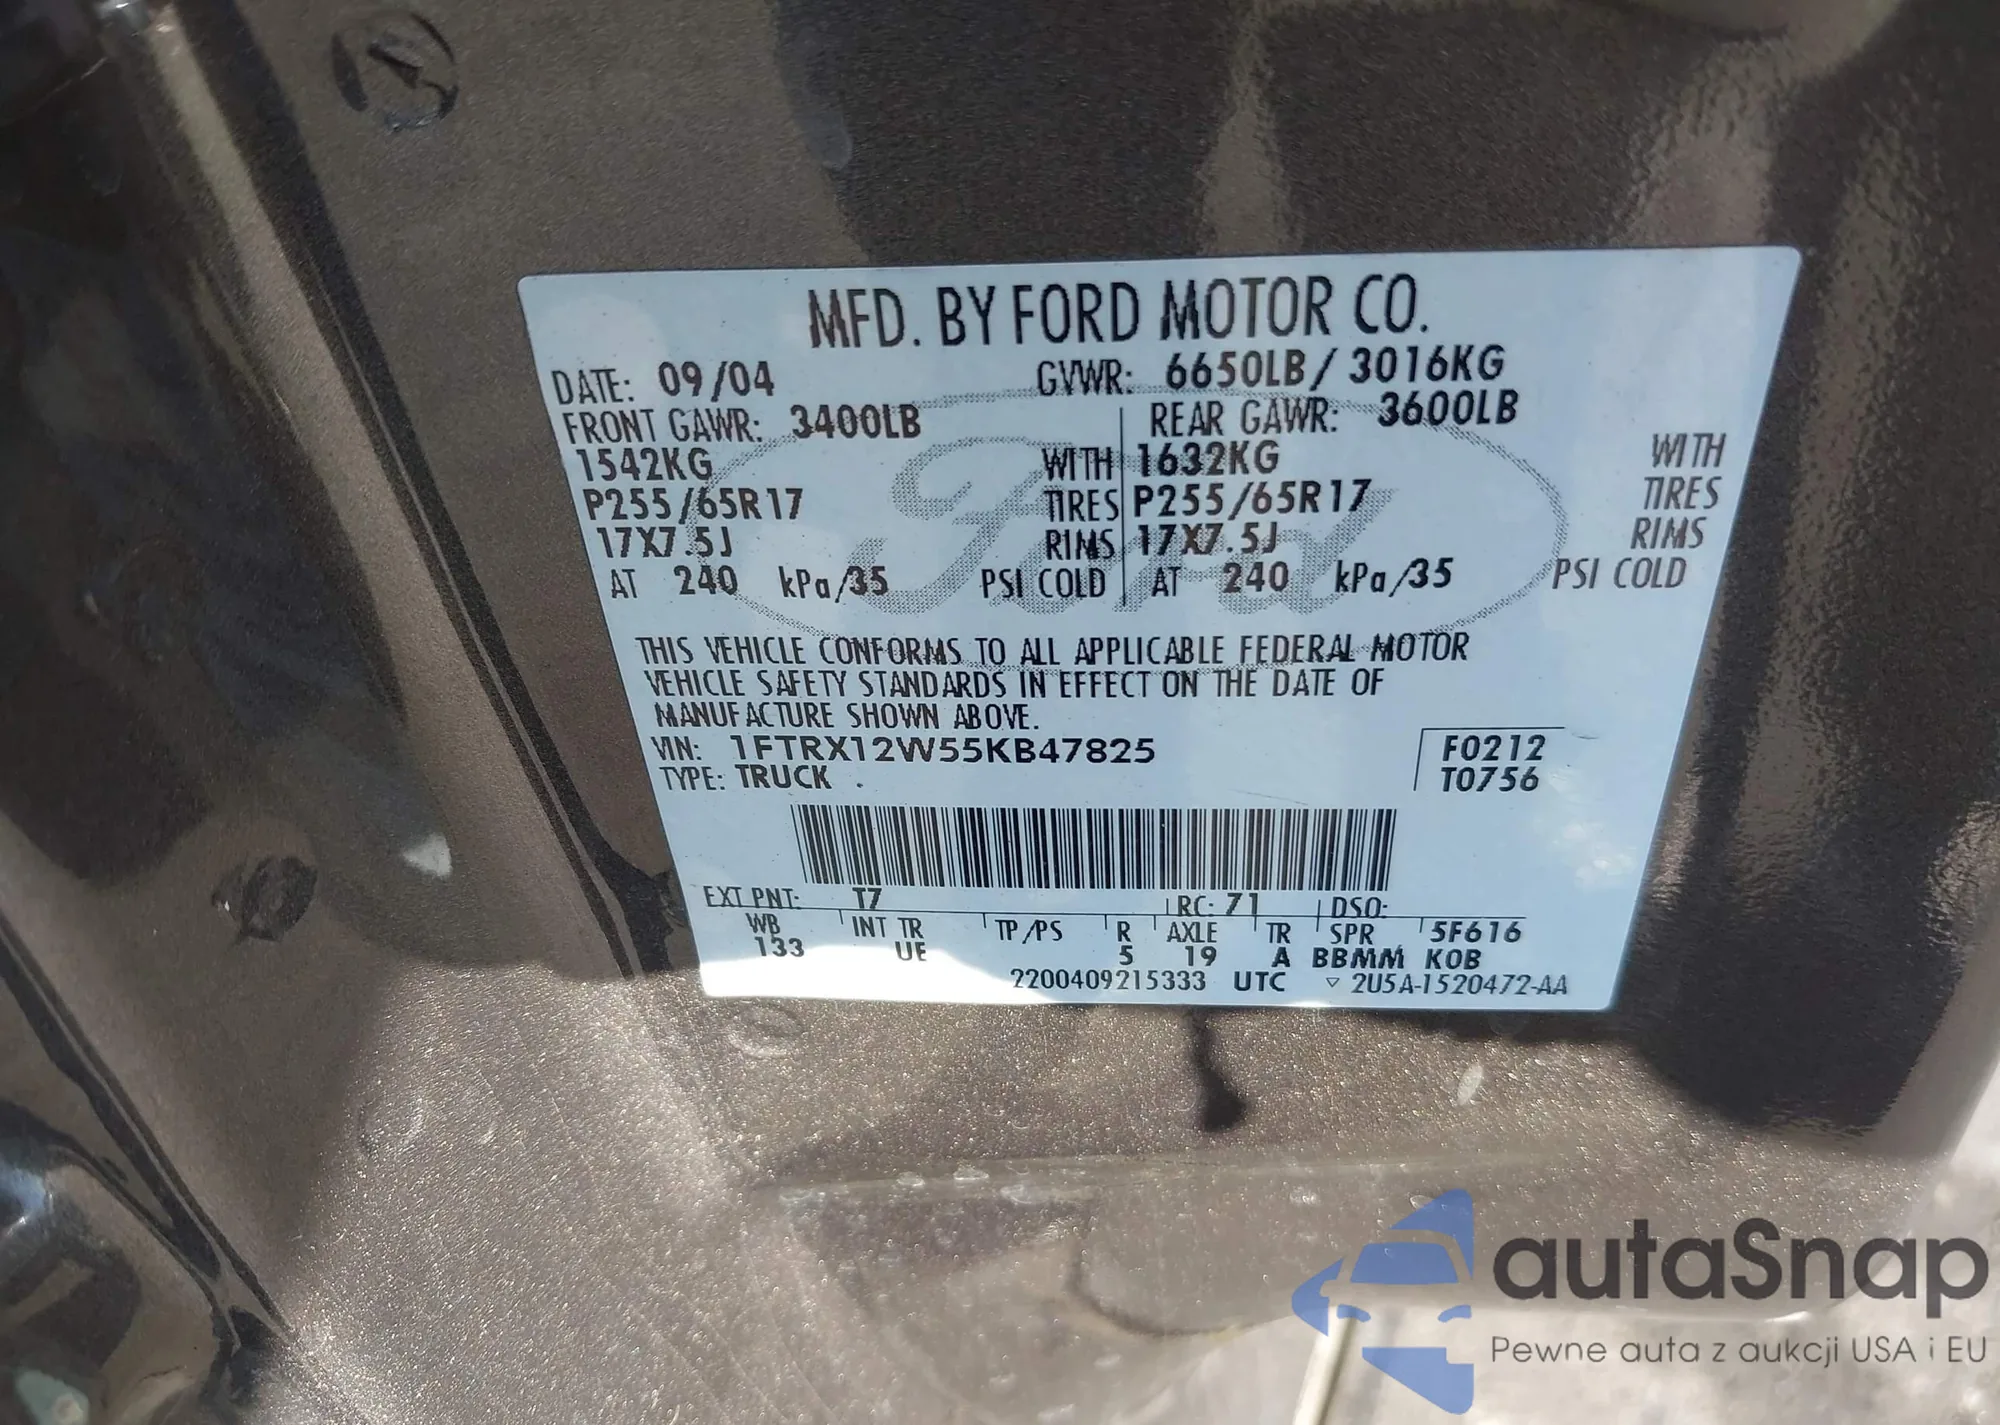 MFD. BY FORD MOTOR CO.
DATE: 09/04 GVWR: 6650LB/3016KG
FRONT GAWR: 3400LB REAR GAWR: 3600LB
1542KG WITH 1632KG WITH
P255/65R17 TIRES P255/65R17 TIRES
17X7.5J RIMS 17X7.5J RIMS
AT 240 kPa/35 PSI COLD AT 240 kPa/35 PSI COLD
Ford
THIS VEHICLE CONFORMS TO ALL APPLICABLE FEDERAL MOTOR
VEHICLE SAFETY STANDARDS IN EFFECT ON THE DATE OF
MANUFACTURE SHOWN ABOVE.
VIN: 1FTRX12W55KB47825 F0212
TYPE: TRUCK T0756
EXT PNT: T7 RC: 71 DSO:
WB INT TR TP/PS R AXLE TR SPR 5F616
133 UE 5 19 A BBMM K0B
2200409215333 UTC ▽ 2U5A-1520472-AA
autaSnap
Pewne auta z aukcji USA i EU